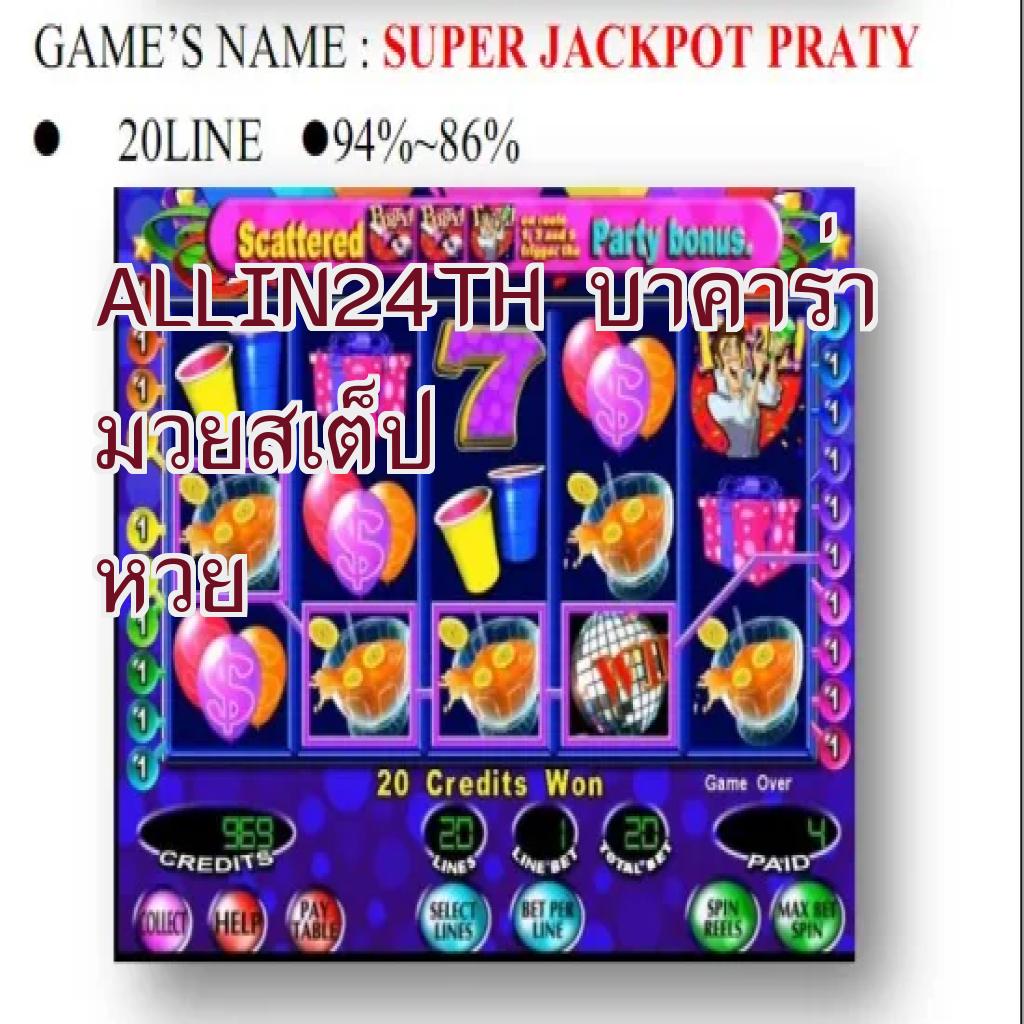 GAME'S NAME : SUPER JACKPOT PRATY
● 20LINE ●94%~86%
Scattered Party bonus.
ALLIN24TH บาคาร่า
มวยสเต็ป
หวย
20 Credits Won Game Over
969 20 1 20 4
CREDITS LINES LINE BET TOTAL BET PAID
COLLECT HELP PAY TABLE SELECT LINES BET PER LINE SPIN REELS MAX BET SPIN